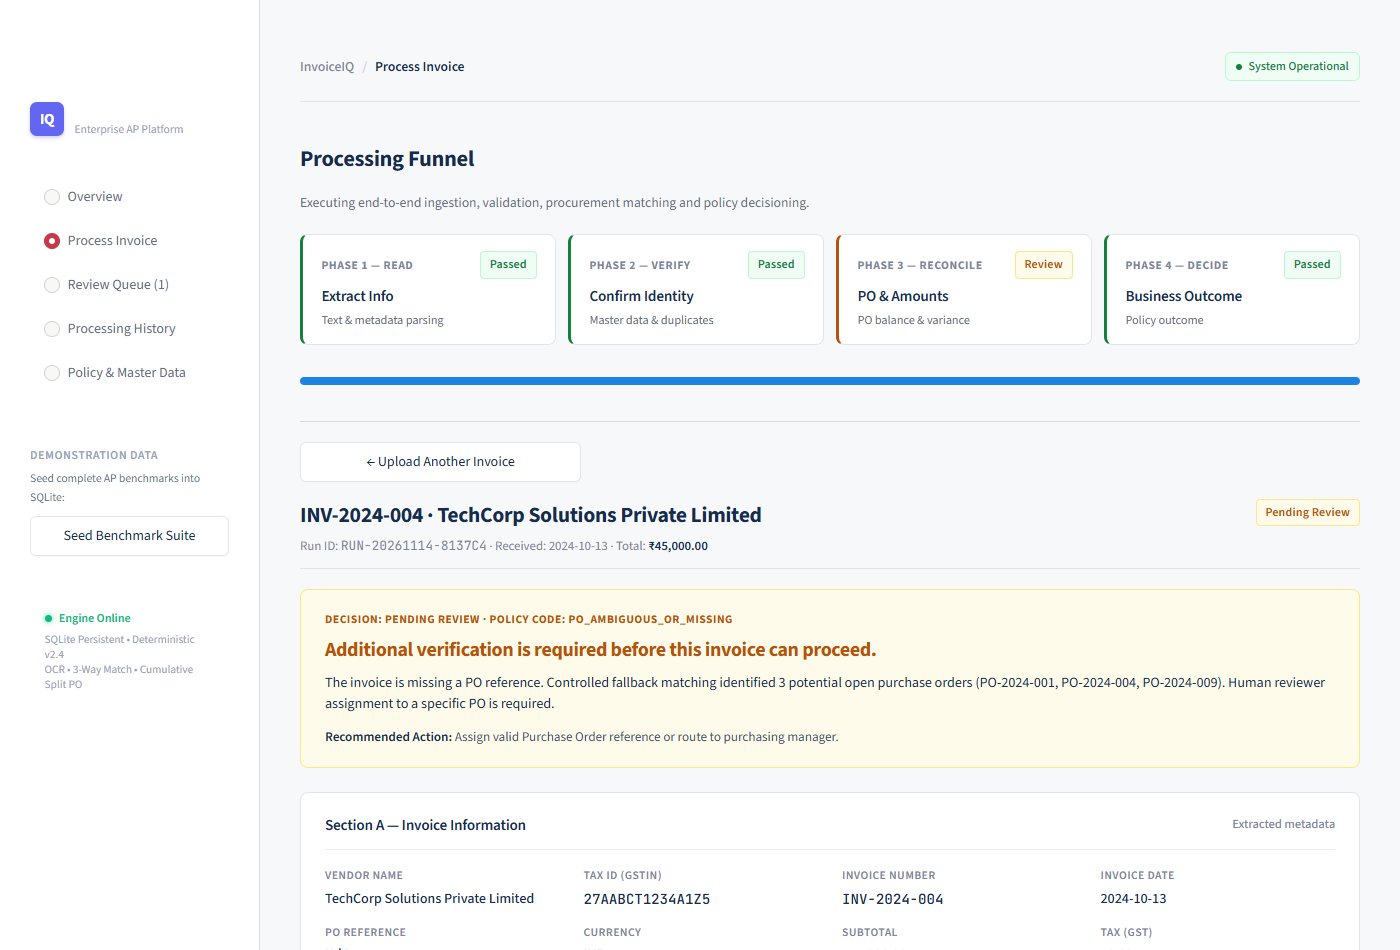 IQ
Enterprise AP Platform
Overview
Process Invoice
Review Queue (1)
Processing History
Policy & Master Data
DEMONSTRATION DATA
Seed complete AP benchmarks into
SQLite:
Seed Benchmark Suite
Engine Online
SQLite Persistent • Deterministic
v2.4
OCR • 3-Way Match • Cumulative
Split PO
InvoiceIQ / Process Invoice
System Operational
Processing Funnel
Executing end-to-end ingestion, validation, procurement matching and policy decisioning.
PHASE 1 — READ
Passed
Extract Info
Text & metadata parsing
PHASE 2 — VERIFY
Passed
Confirm Identity
Master data & duplicates
PHASE 3 — RECONCILE
Review
PO & Amounts
PO balance & variance
PHASE 4 — DECIDE
Passed
Business Outcome
Policy outcome
← Upload Another Invoice
INV-2024-004 · TechCorp Solutions Private Limited
Pending Review
Run ID: RUN-20261114-8137C4 · Received: 2024-10-13 · Total: ₹45,000.00
DECISION: PENDING REVIEW · POLICY CODE: PO_AMBIGUOUS_OR_MISSING
Additional verification is required before this invoice can proceed.
The invoice is missing a PO reference. Controlled fallback matching identified 3 potential open purchase orders (PO-2024-001, PO-2024-004, PO-2024-009). Human reviewer
assignment to a specific PO is required.
Recommended Action: Assign valid Purchase Order reference or route to purchasing manager.
Section A — Invoice Information
Extracted metadata
VENDOR NAME
TAX ID (GSTIN)
INVOICE NUMBER
INVOICE DATE
TechCorp Solutions Private Limited
27AABCT1234A1Z5
INV-2024-004
2024-10-13
PO REFERENCE
CURRENCY
SUBTOTAL
TAX (GST)